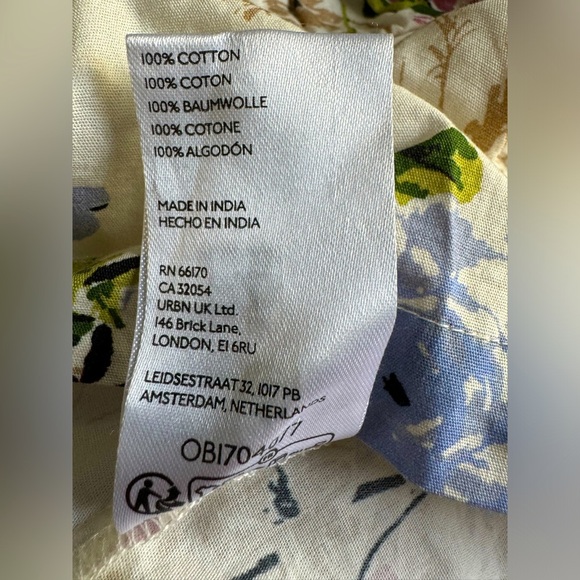 100% COTTON
100% COTON
100% BAUMWOLLE
100% COTONE
100% ALGODÓN
MADE IN INDIA
HECHO EN INDIA
RN 66170
CA 32054
URBN UK Ltd.
146 Brick Lane,
LONDON, E1 6RU
LEIDSESTRAAT 32, 1017 PB
AMSTERDAM, NETHERLANDS